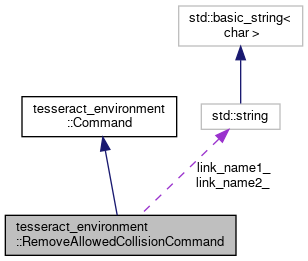 std::basic_string<
char >
tesseract_environment
::Command
std::string
link_name1_
link_name2_
tesseract_environment
::RemoveAllowedCollisionCommand